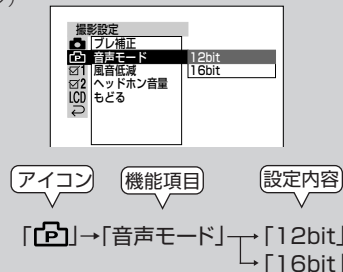 撮影設定
ブレ補正
P 音声モード 12bit
1 風音低減 16bit
2 ヘッドホン音量
LCD もどる
アイコン 機能項目 設定内容
「P」→「音声モード」→「12bit」
→「16bit」